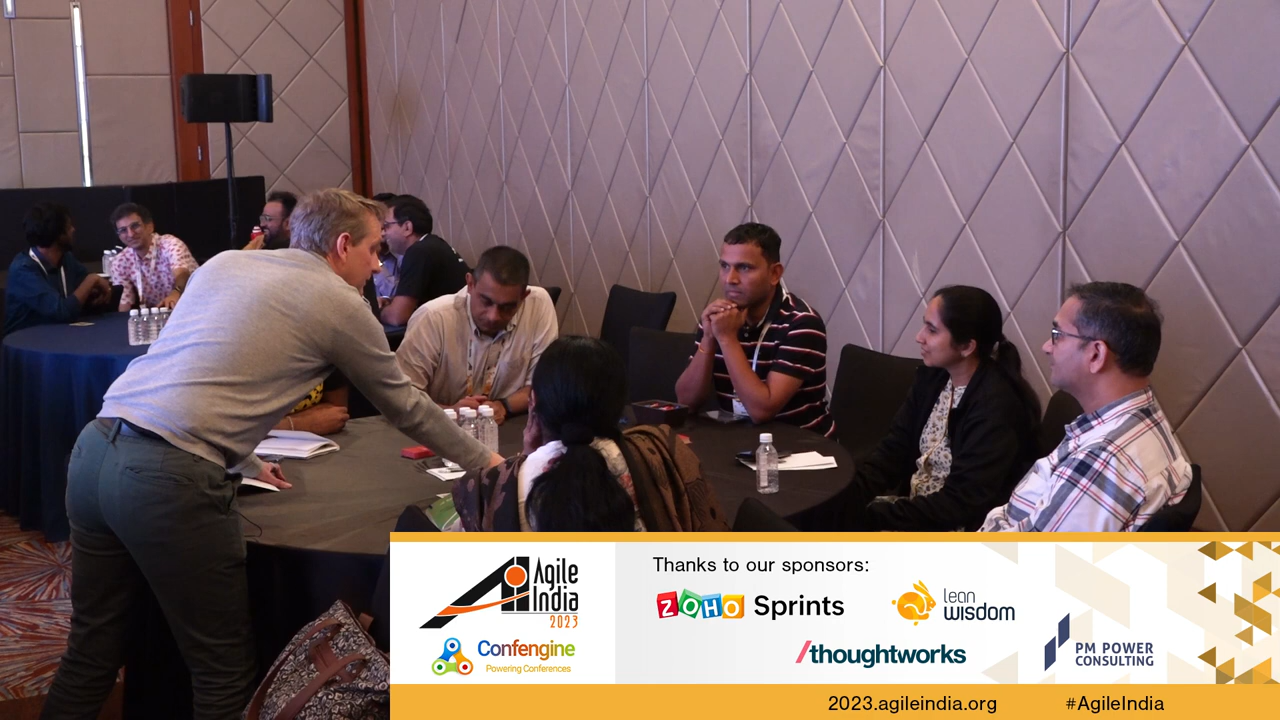 Agile
India
2023
Confengine
Powering Conferences
Thanks to our sponsors:
ZOHO Sprints
lean
wisdom
/thoughtworks
PM POWER
CONSULTING
2023.agileindia.org
#AgileIndia